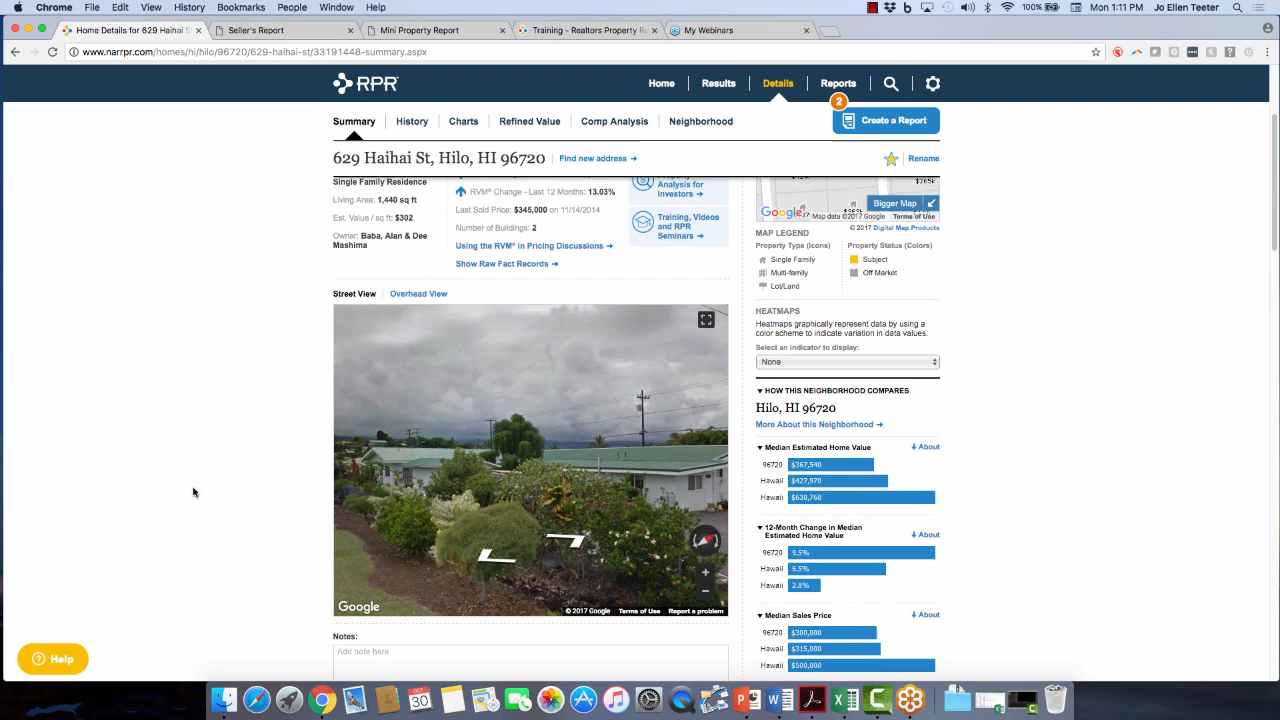 Chrome File Edit View History Bookmarks People Window Help 100% Mon 1:11 PM Jo Ellen Teeter
Home Details for 629 Haihai S
Seller's Report
Mini Property Report
Training - Realtors Property R
My Webinars
www.narrpr.com/homes/hi/hilo/96720/629-haihai-st/33191448-summary.aspx
RPR
Home Results Details Reports
2
Summary History Charts Refined Value Comp Analysis Neighborhood
Create a Report
629 Haihai St, Hilo, HI 96720
Find new address
Rename
Single Family Residence
Living Area: 1,440 sq ft
Est. Value / sq ft: $302
Owner: Baba, Alan & Dee
Mashima
RVM® Change - Last 12 Months: 13.03%
Last Sold Price: $345,000 on 11/14/2014
Number of Buildings: 2
Using the RVM® in Pricing Discussions
Show Raw Fact Records
Analysis for
Investors
Training, Videos
and RPR
Seminars
$265k
Bigger Map
Google
Map data ©2017 Google Terms of Use
© 2017 Digital Map Products
MAP LEGEND
Property Type (Icons) Property Status (Colors)
Single Family Subject
Multi-family Off Market
Lot/Land
HEATMAPS
Heatmaps graphically represent data by using a
color scheme to indicate variation in data values.
Select an indicator to display:
None
Street View Overhead View
Google
© 2017 Google Terms of Use Report a problem
Notes:
Add note here
HOW THIS NEIGHBORHOOD COMPARES
Hilo, HI 96720
More About this Neighborhood
Median Estimated Home Value About
96720 $367,540
Hawaii $427,970
Hawaii $630,760
12-Month Change in Median
Estimated Home Value About
96720 9.5%
Hawaii 6.5%
Hawaii 2.8%
Median Sales Price About
96720 $300,000
Hawaii $315,000
Hawaii $500,000
Help
OCT
30